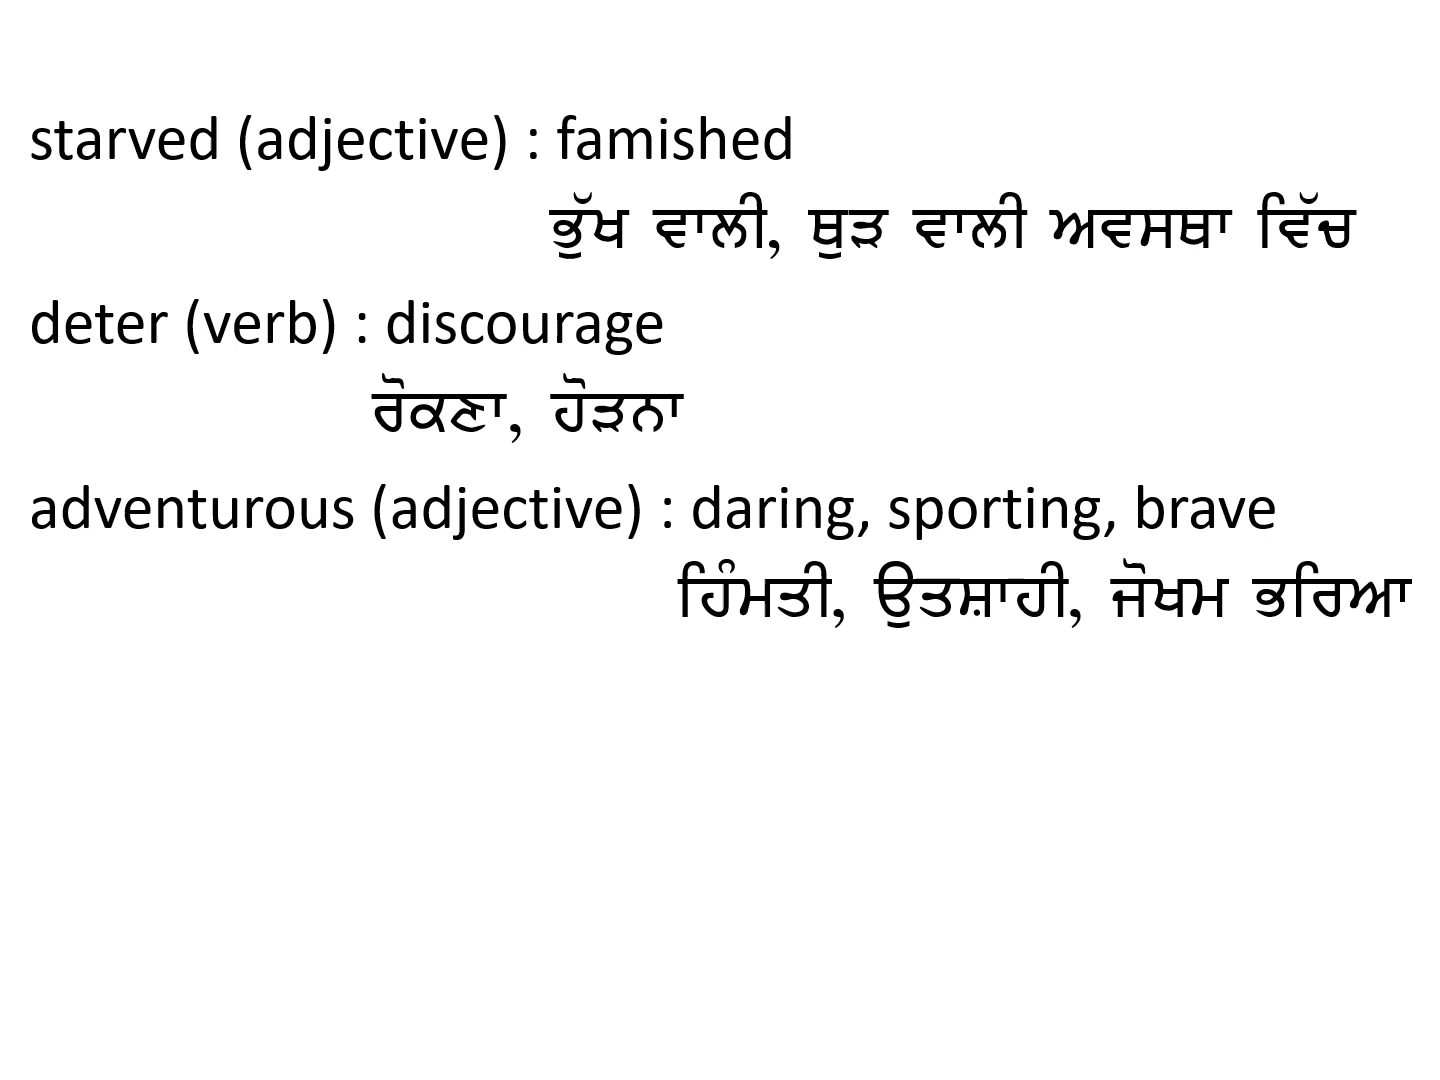 starved (adjective) : famished
ਭੁੱਖ ਵਾਲੀ, ਥੁੜ ਵਾਲੀ ਅਵਸਥਾ ਵਿੱਚ
deter (verb) : discourage
ਰੋਕਣਾ, ਹੋੜਨਾ
adventurous (adjective) : daring, sporting, brave
ਹਿੰਮਤੀ, ਉਤਸ਼ਾਹੀ, ਜੋਖਮ ਭਰਿਆ